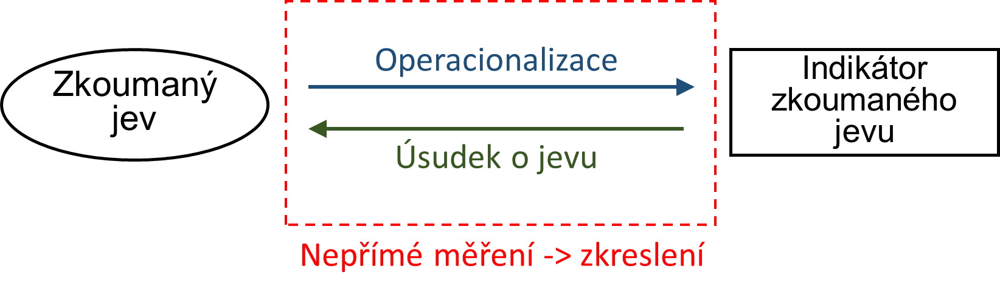 Zkoumaný
jev
Operacionalizace
Úsudek o jevu
Indikátor
zkoumaného
jevu
Nepřímé měření -> zkreslení